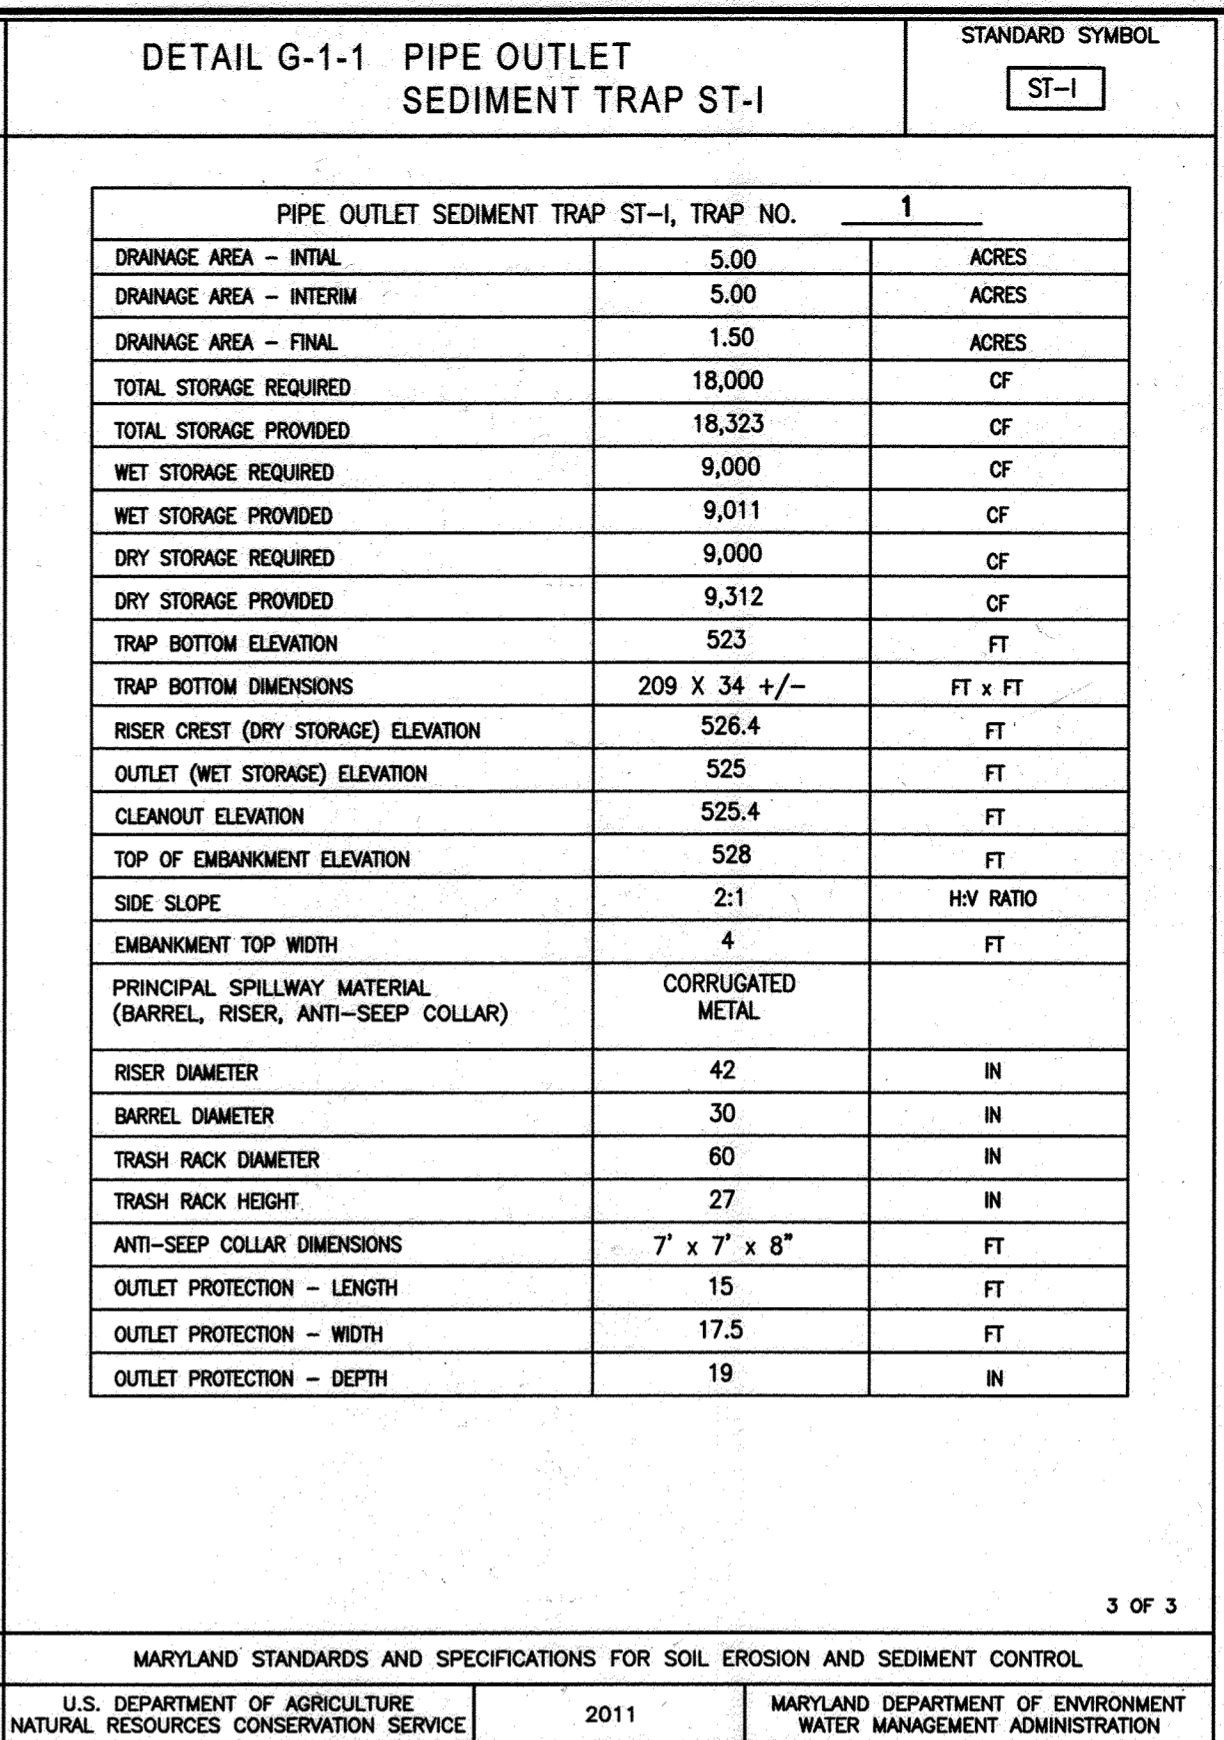 DETAIL G-1-1 PIPE OUTLET
SEDIMENT TRAP ST-I
STANDARD SYMBOL
ST-I
PIPE OUTLET SEDIMENT TRAP ST-I, TRAP NO. 1
DRAINAGE AREA - INTIAL 5.00 ACRES
DRAINAGE AREA - INTERIM 5.00 ACRES
DRAINAGE AREA - FINAL 1.50 ACRES
TOTAL STORAGE REQUIRED 18,000 CF
TOTAL STORAGE PROVIDED 18,323 CF
WET STORAGE REQUIRED 9,000 CF
WET STORAGE PROVIDED 9,011 CF
DRY STORAGE REQUIRED 9,000 CF
DRY STORAGE PROVIDED 9,312 CF
TRAP BOTTOM ELEVATION 523 FT
TRAP BOTTOM DIMENSIONS 209 X 34 +/- FT x FT
RISER CREST (DRY STORAGE) ELEVATION 526.4 FT
OUTLET (WET STORAGE) ELEVATION 525 FT
CLEANOUT ELEVATION 525.4 FT
TOP OF EMBANKMENT ELEVATION 528 FT
SIDE SLOPE 2:1 H:V RATIO
EMBANKMENT TOP WIDTH 4 FT
PRINCIPAL SPILLWAY MATERIAL CORRUGATED
(BARREL, RISER, ANTI-SEEP COLLAR) METAL
RISER DIAMETER 42 IN
BARREL DIAMETER 30 IN
TRASH RACK DIAMETER 60 IN
TRASH RACK HEIGHT 27 IN
ANTI-SEEP COLLAR DIMENSIONS 7' x 7' x 8" FT
OUTLET PROTECTION - LENGTH 15 FT
OUTLET PROTECTION - WIDTH 17.5 FT
OUTLET PROTECTION - DEPTH 19 IN
3 OF 3
MARYLAND STANDARDS AND SPECIFICATIONS FOR SOIL EROSION AND SEDIMENT CONTROL
U.S. DEPARTMENT OF AGRICULTURE
NATURAL RESOURCES CONSERVATION SERVICE
2011
MARYLAND DEPARTMENT OF ENVIRONMENT
WATER MANAGEMENT ADMINISTRATION